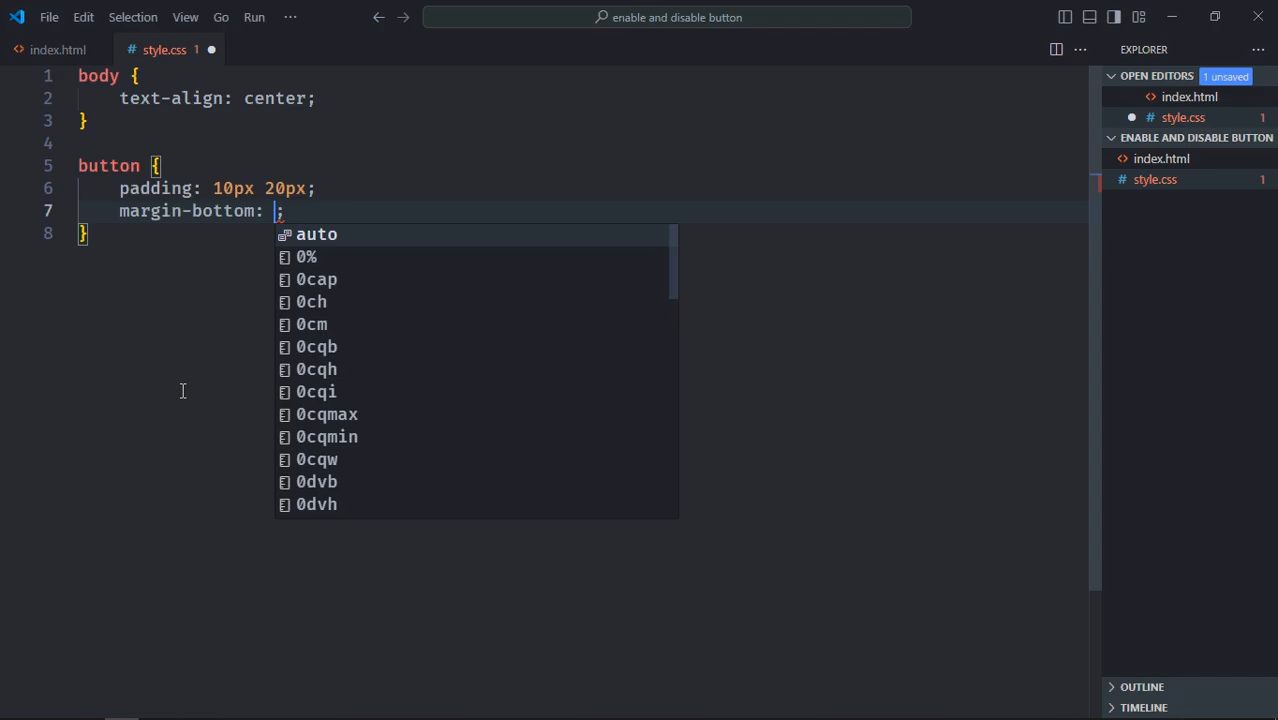 File Edit Selection View Go Run ···
enable and disable button
<> index.html
# style.css 1
EXPLORER
OPEN EDITORS 1 unsaved
<> index.html
# style.css 1
ENABLE AND DISABLE BUTTON
<> index.html
# style.css 1
1 body {
2 text-align: center;
3 }
4
5 button {
6 padding: 10px 20px;
7 margin-bottom: ;
8 }
auto
0%
0cap
0ch
0cm
0cqb
0cqh
0cqi
0cqmax
0cqmin
0cqw
0dvb
0dvh
OUTLINE
TIMELINE